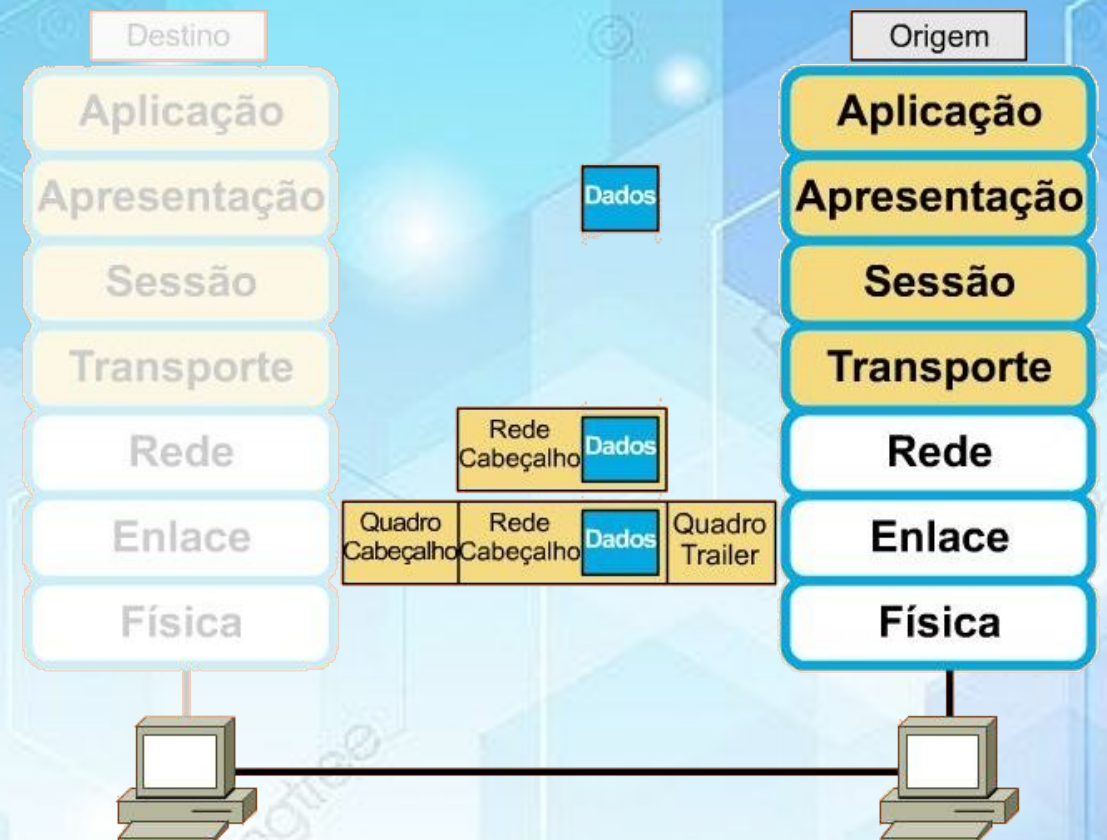 Destino
Aplicação
Apresentação
Sessão
Transporte
Rede
Enlace
Física
Dados
Rede
Cabeçalho
Dados
Quadro
Cabeçalho
Rede
Cabeçalho
Dados
Quadro
Trailer
Origem
Aplicação
Apresentação
Sessão
Transporte
Rede
Enlace
Física